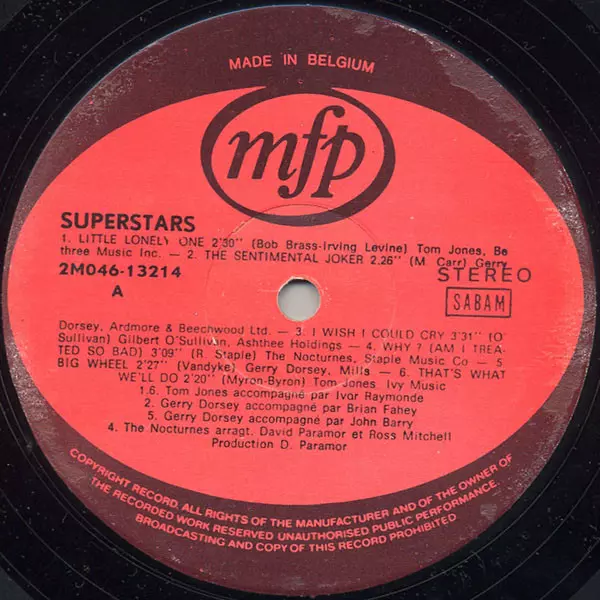 MADE IN BELGIUM
mfp
SUPERSTARS
1. LITTLE LONELY ONE 2'30'' (Bob Brass-Irving Levine) Tom Jones, Be
three Music Inc. — 2. THE SENTIMENTAL JOKER 2.26'' (M. Carr) Gerry
2M046-13214
STEREO
A
SABAM
Dorsey, Ardmore & Beechwood Ltd. — 3. I WISH I COULD CRY 3'31'' (O'
Sullivan) Gilbert O'Sullivan, Ashthee Holdings — 4. WHY ? (AM I TREA-
TED SO BAD) 3'09'' (R. Staple) The Nocturnes, Staple Music Co — 5.
BIG WHEEL 2'27'' (Vandyke) Gerry Dorsey, Mills — 6. THAT'S WHAT
WE'LL DO 2'20'' (Myron-Byron) Tom Jones. Ivy Music
1.6. Tom Jones accompagné par Ivor Raymonde
2. Gerry Dorsey accompagné par Brian Fahey
5. Gerry Dorsey accompagné par John Barry
4. The Nocturnes arragt. David Paramor et Ross Mitchell
Production D. Paramor
COPYRIGHT RECORD. ALL RIGHTS OF THE MANUFACTURER AND OF THE OWNER OF
THE RECORDED WORK RESERVED UNAUTHORISED PUBLIC PERFORMANCE.
BROADCASTING AND COPY OF THIS RECORD PROHIBITED